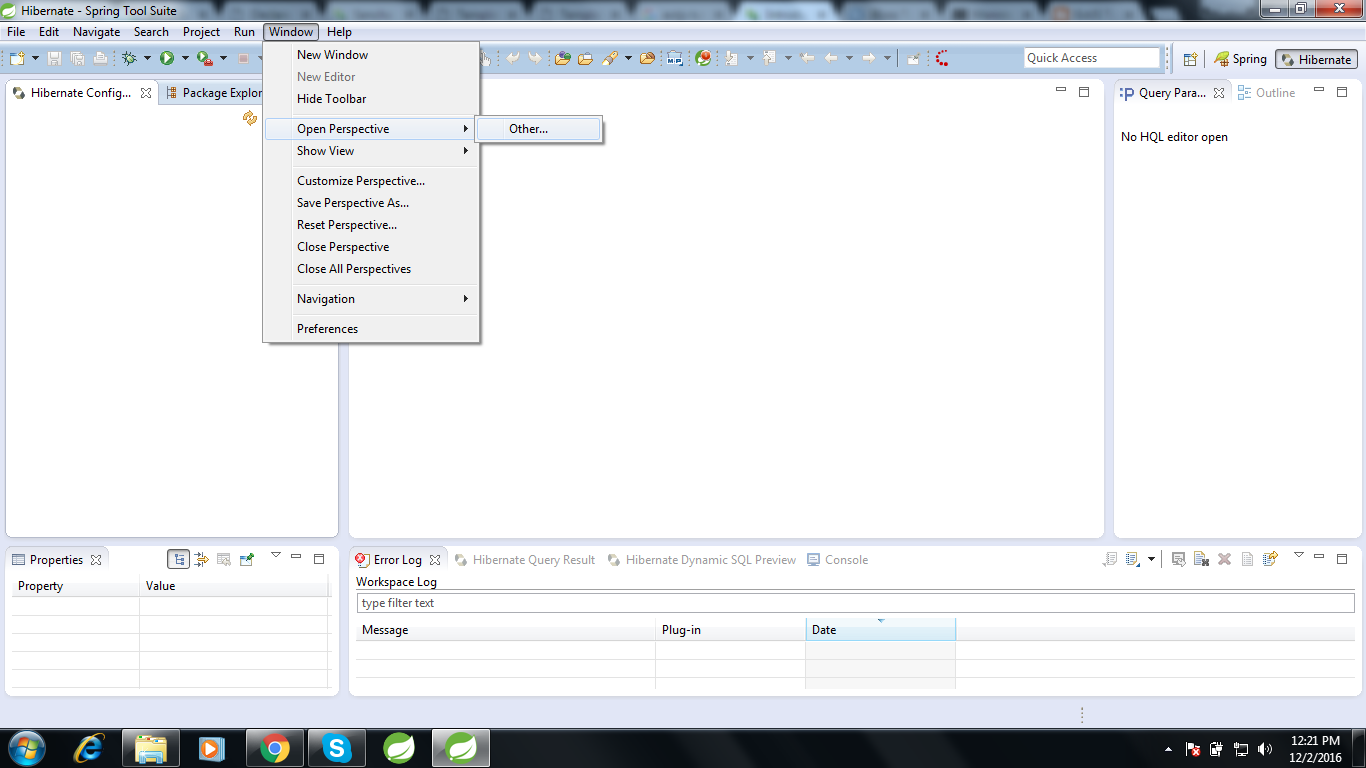 Hibernate - Spring Tool Suite
File Edit Navigate Search Project Run Window Help
Quick Access
Spring
Hibernate
Hibernate Config...
Package Explor
New Window
New Editor
Hide Toolbar
Open Perspective
Other...
Show View
Customize Perspective...
Save Perspective As...
Reset Perspective...
Close Perspective
Close All Perspectives
Navigation
Preferences
Query Para...
Outline
No HQL editor open
Properties
Property Value
Error Log Hibernate Query Result Hibernate Dynamic SQL Preview Console
Workspace Log
type filter text
Message Plug-in Date
12:21 PM
12/2/2016